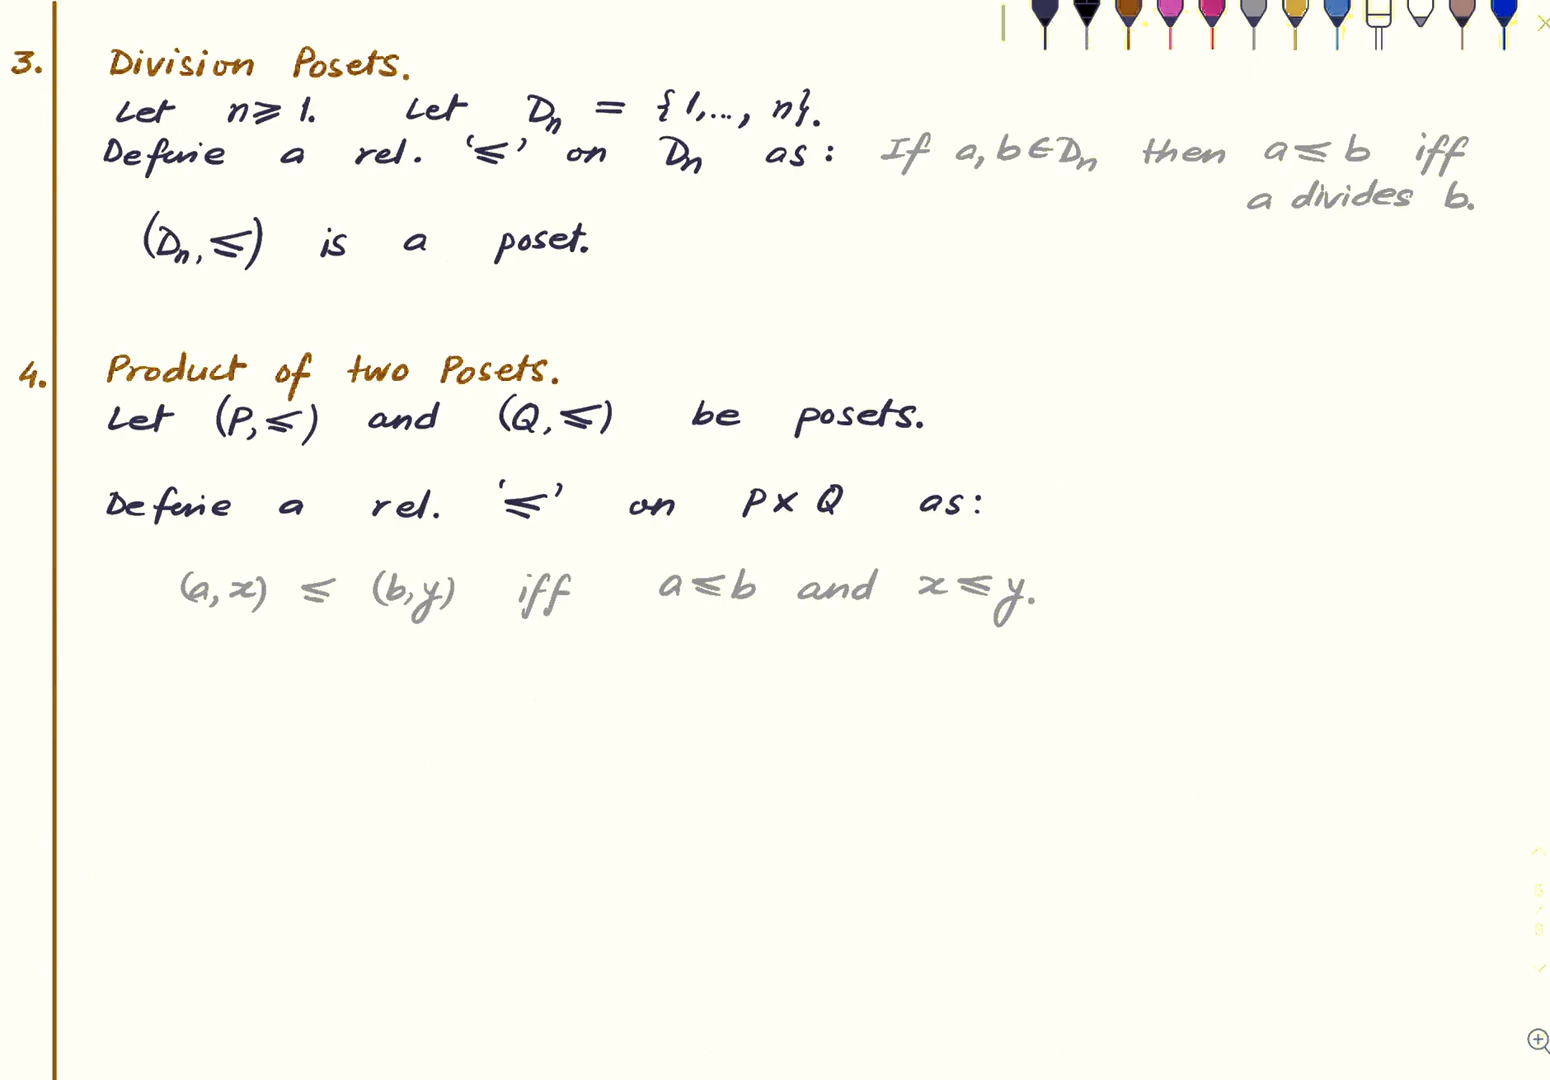 3. Division Posets.
Let n ⩾ 1. Let Dn = {1,..., n}.
Define a rel. '⩽' on Dn as: If a, b ∈ Dn then a ⩽ b iff
a divides b.
(Dn, ⩽) is a poset.
4. Product of two Posets.
Let (P, ⩽) and (Q, ⩽) be posets.
Define a rel. '⩽' on P × Q as:
(a, x) ⩽ (b, y) iff a ⩽ b and x ⩽ y.